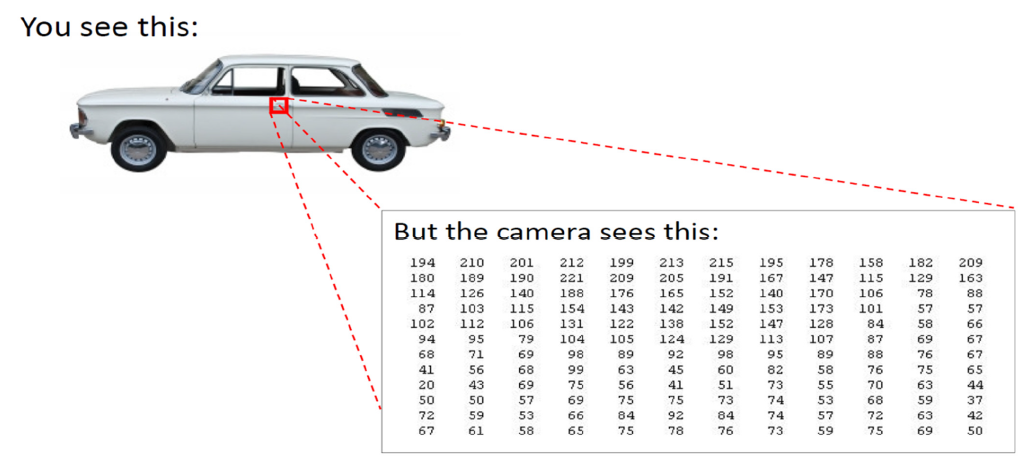 You see this:
But the camera sees this:
194 210 201 212 199 213 215 195 178 158 182 209
180 189 190 221 209 205 191 167 147 115 129 163
114 126 140 188 176 165 152 140 170 106 78 88
87 103 115 154 143 142 149 153 173 101 57 57
102 112 106 131 122 138 152 147 128 84 58 66
94 95 79 104 105 124 129 113 107 87 69 67
68 71 69 98 89 92 98 95 89 88 76 67
41 56 68 99 63 45 60 82 58 76 75 65
20 43 69 75 56 41 51 73 55 70 63 44
50 50 57 69 75 75 73 74 53 68 59 37
72 59 53 66 84 92 84 74 57 72 63 42
67 61 58 65 75 78 76 73 59 75 69 50